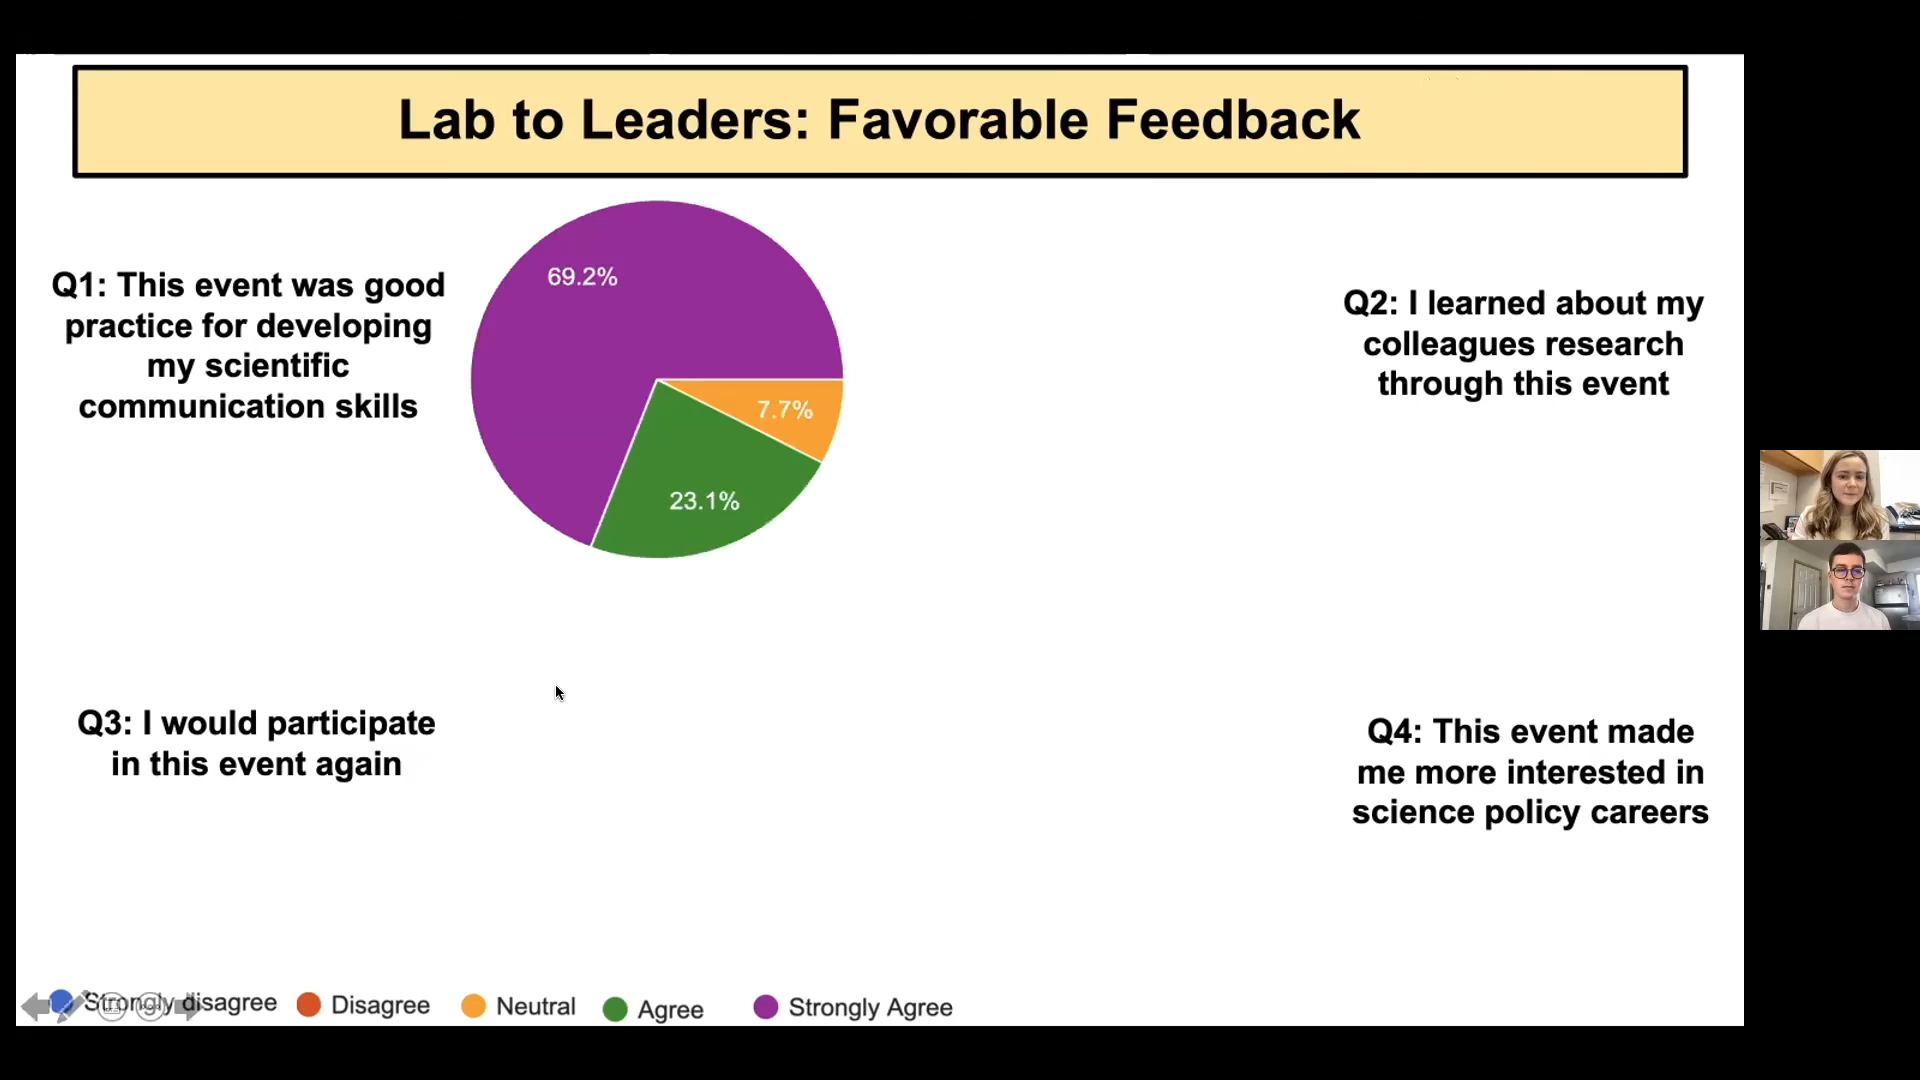 Lab to Leaders: Favorable Feedback
69.2%
Q1: This event was good
practice for developing
my scientific
communication skills
7.7%
23.1%
Q2: I learned about my
colleagues research
through this event
Q3: I would participate
in this event again
Q4: This event made
me more interested in
science policy careers
Strongly disagree
Disagree
Neutral
Agree
Strongly Agree